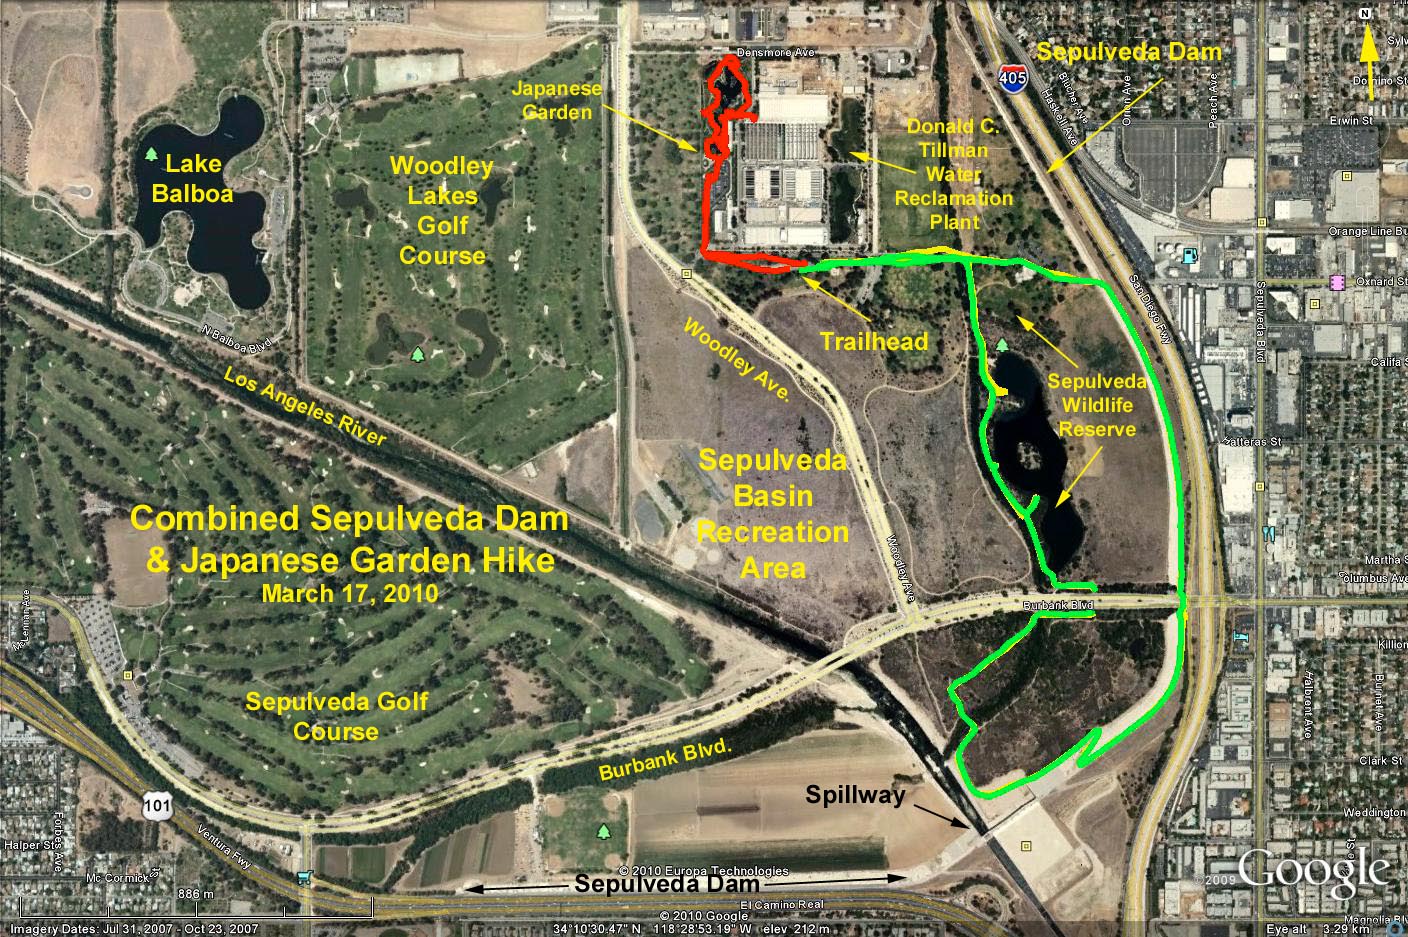 N
Sylv
Densmore Ave
Sepulveda Dam
405
Domino St
Blucher Ave
Haskell Ave
Orion Ave
Peach Ave
Erwin St
Japanese
Garden
Donald C.
Tillman
Water
Reclamation
Plant
Lake
Balboa
Woodley
Lakes
Golf
Course
Orange Line Bu
Oxnard St
San Diego Fwy
Sepulveda Blvd
N Balboa Blvd
Los Angeles River
Woodley Ave.
Trailhead
Califa S
Sepulveda
Wildlife
Reserve
Hatteras St
Sepulveda
Basin
Recreation
Area
Combined Sepulveda Dam
& Japanese Garden Hike
March 17, 2010
Woodley Ave
Martha S
Columbus Ave
Burbank Blvd
McLennan Ave
Killion
Halbrent Ave
Burnet Ave
Sepulveda Golf
Course
Burbank Blvd.
Clark St
Spillway
101
Ventura Fwy
Forbes Ave
Halper St
Mc Cormick St
Weddington
© 2010 Europa Technologies
Sepulveda Dam
El Camino Real
© 2010 Google
©2009
Google
886 m
Magnolia Blv
Imagery Dates: Jul 31, 2007 - Oct 23, 2007
34°10'30.47" N 118°28'53.19" W elev 212 m
Eye alt 3.29 km